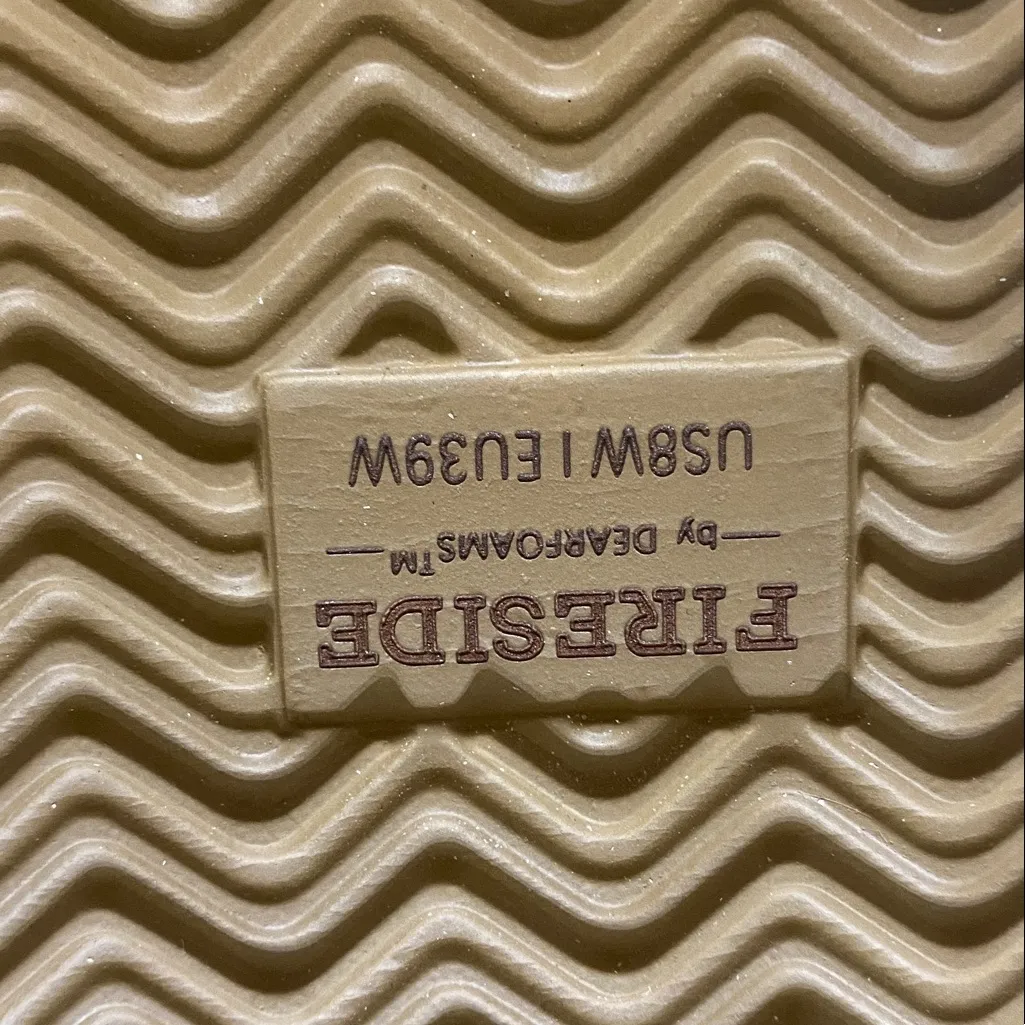 FIRESIDE
by DEARFOAMS™
US8W | EU39W